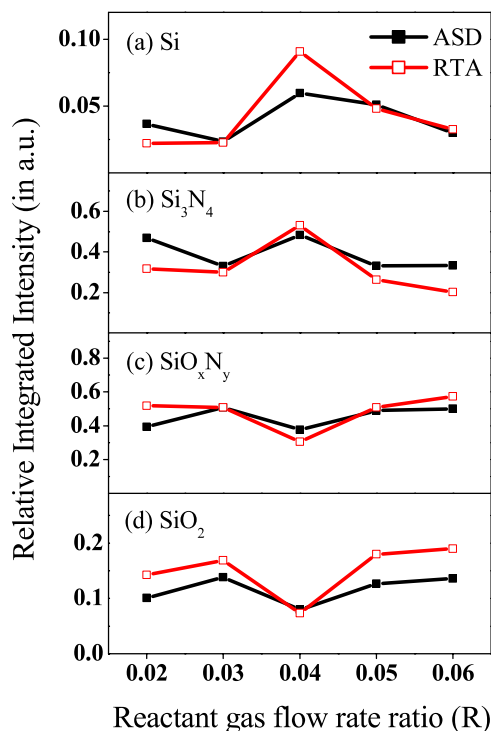 (a) Si
ASD
RTA
0.10
0.05
(b) Si₃N₄
0.6
0.4
0.2
(c) SiOₓNᵧ
0.8
0.6
0.4
0.2
(d) SiO₂
0.2
0.1
0.0
0.02 0.03 0.04 0.05 0.06
Reactant gas flow rate ratio (R)
Relative Integrated Intensity (in a.u.)